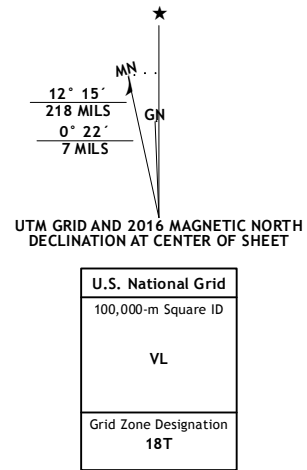 ★
MN
GN
12° 15´
218 MILS
0° 22´
7 MILS
UTM GRID AND 2016 MAGNETIC NORTH
DECLINATION AT CENTER OF SHEET
U.S. National Grid
100,000-m Square ID
VL
Grid Zone Designation
18T